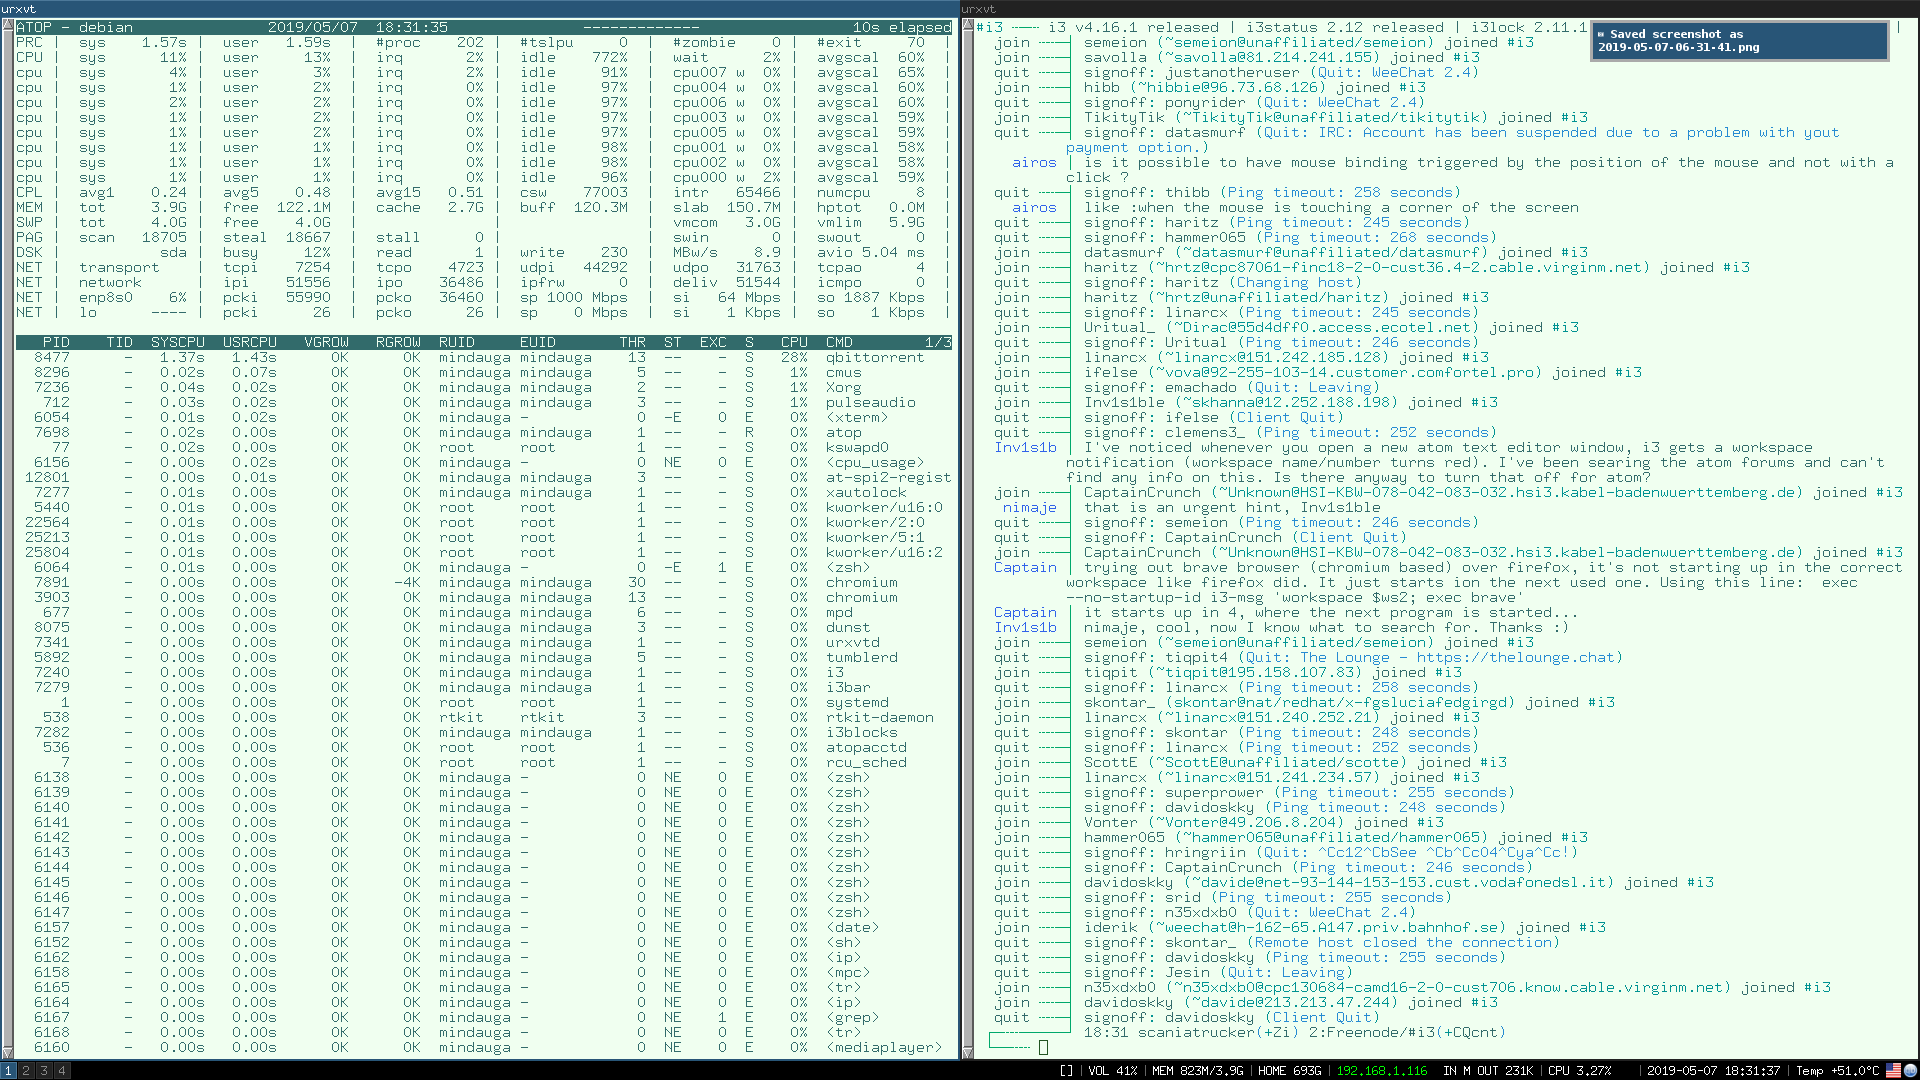 urxvt
ATOP - debian 2019/05/07 18:31:35 ------------- 10s elapsed
PRC | sys 1.57s | user 1.59s | #proc 202 | #tslpu 0 | #zombie 0 | #exit 70 |
CPU | sys 11% | user 13% | irq 2% | idle 772% | wait 2% | avgscal 60% |
cpu | sys 4% | user 3% | irq 2% | idle 91% | cpu007 w 0% | avgscal 65% |
cpu | sys 1% | user 2% | irq 0% | idle 97% | cpu004 w 0% | avgscal 60% |
cpu | sys 2% | user 2% | irq 0% | idle 97% | cpu006 w 0% | avgscal 60% |
cpu | sys 1% | user 2% | irq 0% | idle 97% | cpu003 w 0% | avgscal 59% |
cpu | sys 1% | user 2% | irq 0% | idle 97% | cpu005 w 0% | avgscal 59% |
cpu | sys 1% | user 1% | irq 0% | idle 98% | cpu001 w 0% | avgscal 58% |
cpu | sys 1% | user 1% | irq 0% | idle 98% | cpu002 w 0% | avgscal 58% |
cpu | sys 1% | user 1% | irq 0% | idle 96% | cpu000 w 2% | avgscal 59% |
CPL | avg1 0.24 | avg5 0.48 | avg15 0.51 | csw 77003 | intr 65466 | numcpu 8 |
MEM | tot 3.9G | free 122.1M | cache 2.7G | buff 120.3M | slab 150.7M | hptot 0.0M |
SWP | tot 4.0G | free 4.0G | | | vmcom 3.0G | vmlim 5.9G |
PAG | scan 18705 | steal 18667 | stall 0 | | swin 0 | swout 0 |
DSK | sda | busy 12% | read 1 | write 230 | MBw/s 8.9 | avio 5.04 ms |
NET | transport | tcpi 7254 | tcpo 4723 | udpi 44292 | udpo 31763 | tcpao 4 |
NET | network | ipi 51556 | ipo 36486 | ipfrw 0 | deliv 51544 | icmpo 0 |
NET | enp8s0 6% | pcki 55990 | pcko 36460 | sp 1000 Mbps | si 64 Mbps | so 1887 Kbps |
NET | lo ---- | pcki 26 | pcko 26 | sp 0 Mbps | si 1 Kbps | so 1 Kbps |
PID TID SYSCPU USRCPU VGROW RGROW RUID EUID THR ST EXC S CPU CMD 1/3
8477 - 1.37s 1.43s 0K 0K mindauga mindauga 13 -- - S 28% qbittorrent
8296 - 0.02s 0.07s 0K 0K mindauga mindauga 5 -- - S 1% cmus
7236 - 0.04s 0.02s 0K 0K mindauga mindauga 2 -- - S 1% Xorg
712 - 0.03s 0.02s 0K 0K mindauga mindauga 3 -- - S 1% pulseaudio
6054 - 0.01s 0.02s 0K 0K mindauga - 0 -E 0 E 0% <xterm>
7698 - 0.02s 0.00s 0K 0K mindauga mindauga 1 -- - R 0% atop
77 - 0.02s 0.00s 0K 0K root root 1 -- - S 0% kswapd0
6156 - 0.00s 0.02s 0K 0K mindauga - 0 NE 0 E 0% <cpu_usage>
12801 - 0.00s 0.01s 0K 0K mindauga mindauga 3 -- - S 0% at-spi2-regist
7277 - 0.01s 0.00s 0K 0K mindauga mindauga 1 -- - S 0% xautolock
5440 - 0.01s 0.00s 0K 0K root root 1 -- - S 0% kworker/u16:0
22564 - 0.01s 0.00s 0K 0K root root 1 -- - S 0% kworker/2:0
25213 - 0.01s 0.00s 0K 0K root root 1 -- - S 0% kworker/5:1
25804 - 0.01s 0.00s 0K 0K root root 1 -- - S 0% kworker/u16:2
6064 - 0.01s 0.00s 0K 0K mindauga - 0 -E 1 E 0% <zsh>
7891 - 0.00s 0.00s 0K -4K mindauga mindauga 30 -- - S 0% chromium
3903 - 0.00s 0.00s 0K 0K mindauga mindauga 13 -- - S 0% chromium
677 - 0.00s 0.00s 0K 0K mindauga mindauga 6 -- - S 0% mpd
8075 - 0.00s 0.00s 0K 0K mindauga mindauga 3 -- - S 0% dunst
7341 - 0.00s 0.00s 0K 0K mindauga mindauga 1 -- - S 0% urxvtd
5892 - 0.00s 0.00s 0K 0K mindauga mindauga 5 -- - S 0% tumblerd
7240 - 0.00s 0.00s 0K 0K mindauga mindauga 1 -- - S 0% i3
7279 - 0.00s 0.00s 0K 0K mindauga mindauga 1 -- - S 0% i3bar
1 - 0.00s 0.00s 0K 0K root root 1 -- - S 0% systemd
538 - 0.00s 0.00s 0K 0K rtkit rtkit 3 -- - S 0% rtkit-daemon
7282 - 0.00s 0.00s 0K 0K mindauga mindauga 1 -- - S 0% i3blocks
536 - 0.00s 0.00s 0K 0K root root 1 -- - S 0% atopacctd
7 - 0.00s 0.00s 0K 0K root root 1 -- - S 0% rcu_sched
6138 - 0.00s 0.00s 0K 0K mindauga - 0 NE 0 E 0% <zsh>
6139 - 0.00s 0.00s 0K 0K mindauga - 0 NE 0 E 0% <zsh>
6140 - 0.00s 0.00s 0K 0K mindauga - 0 NE 0 E 0% <zsh>
6141 - 0.00s 0.00s 0K 0K mindauga - 0 NE 0 E 0% <zsh>
6142 - 0.00s 0.00s 0K 0K mindauga - 0 NE 0 E 0% <zsh>
6143 - 0.00s 0.00s 0K 0K mindauga - 0 NE 0 E 0% <zsh>
6144 - 0.00s 0.00s 0K 0K mindauga - 0 NE 0 E 0% <zsh>
6145 - 0.00s 0.00s 0K 0K mindauga - 0 NE 0 E 0% <zsh>
6146 - 0.00s 0.00s 0K 0K mindauga - 0 NE 0 E 0% <zsh>
6147 - 0.00s 0.00s 0K 0K mindauga - 0 NE 0 E 0% <zsh>
6157 - 0.00s 0.00s 0K 0K mindauga - 0 NE 0 E 0% <date>
6152 - 0.00s 0.00s 0K 0K mindauga - 0 NE 0 E 0% <sh>
6162 - 0.00s 0.00s 0K 0K mindauga - 0 NE 0 E 0% <ip>
6158 - 0.00s 0.00s 0K 0K mindauga - 0 NE 0 E 0% <mpc>
6165 - 0.00s 0.00s 0K 0K mindauga - 0 NE 0 E 0% <tr>
6164 - 0.00s 0.00s 0K 0K mindauga - 0 NE 0 E 0% <ip>
6167 - 0.00s 0.00s 0K 0K mindauga - 0 NE 1 E 0% <grep>
6168 - 0.00s 0.00s 0K 0K mindauga - 0 NE 0 E 0% <tr>
6160 - 0.00s 0.00s 0K 0K mindauga - 0 NE 0 E 0% <mediaplayer>
urxvt
#i3 --- i3 v4.16.1 released | i3status 2.12 released | i3lock 2.11.1
Saved screenshot as
2019-05-07-06-31-41.png
join semeion (~semeion@unaffiliated/semeion) joined #i3
join savolla (~savolla@81.214.241.155) joined #i3
quit signoff: justanotheruser (Quit: WeeChat 2.4)
join hibb (~hibbie@96.73.68.126) joined #i3
quit signoff: ponyrider (Quit: WeeChat 2.4)
join TikityTik (~TikityTik@unaffiliated/tikitytik) joined #i3
quit signoff: datasmurf (Quit: IRC: Account has been suspended due to a problem with yout
payment option.)
airos | is it possible to have mouse binding triggered by the position of the mouse and not with a
click ?
quit signoff: thibb (Ping timeout: 258 seconds)
airos | like :when the mouse is touching a corner of the screen
quit signoff: haritz (Ping timeout: 245 seconds)
quit signoff: hammer065 (Ping timeout: 268 seconds)
join datasmurf (~datasmurf@unaffiliated/datasmurf) joined #i3
join haritz (~hrtz@cpc87061-finc18-2-0-cust36.4-2.cable.virginm.net) joined #i3
quit signoff: haritz (Changing host)
join haritz (~hrtz@unaffiliated/haritz) joined #i3
quit signoff: linarcx (Ping timeout: 245 seconds)
join Uritual_ (~Dirac@55d4dff0.access.ecotel.net) joined #i3
quit signoff: Uritual (Ping timeout: 246 seconds)
join linarcx (~linarcx@151.242.185.128) joined #i3
join ifelse (~vova@92-255-103-14.customer.comfortel.pro) joined #i3
quit signoff: emachado (Quit: Leaving)
join Inv1s1ble (~skhanna@12.252.188.198) joined #i3
quit signoff: ifelse (Client Quit)
quit signoff: clemens3_ (Ping timeout: 252 seconds)
Inv1s1b | I've noticed whenever you open a new atom text editor window, i3 gets a workspace
notification (workspace name/number turns red). I've been searing the atom forums and can't
find any info on this. Is there anyway to turn that off for atom?
join CaptainCrunch (~Unknown@HSI-KBW-078-042-083-032.hsi3.kabel-badenwuerttemberg.de) joined #i3
nimaje | that is an urgent hint, Inv1s1ble
quit signoff: semeion (Ping timeout: 246 seconds)
quit signoff: CaptainCrunch (Client Quit)
join CaptainCrunch (~Unknown@HSI-KBW-078-042-083-032.hsi3.kabel-badenwuerttemberg.de) joined #i3
Captain | trying out brave browser (chromium based) over firefox, it's not starting up in the correct
workspace like firefox did. It just starts ion the next used one. Using this line: exec
--no-startup-id i3-msg 'workspace $ws2; exec brave'
Captain | it starts up in 4, where the next program is started...
Inv1s1b | nimaje, cool, now I know what to search for. Thanks :)
join semeion (~semeion@unaffiliated/semeion) joined #i3
quit signoff: tiqpit4 (Quit: The Lounge - https://thelounge.chat)
join tiqpit (~tiqpit@195.158.107.83) joined #i3
quit signoff: linarcx (Ping timeout: 258 seconds)
join skontar_ (skontar@nat/redhat/x-fgsluciafedgirgd) joined #i3
join linarcx (~linarcx@151.240.252.21) joined #i3
quit signoff: skontar (Ping timeout: 248 seconds)
quit signoff: linarcx (Ping timeout: 252 seconds)
join ScottE (~ScottE@unaffiliated/scotte) joined #i3
join linarcx (~linarcx@151.241.234.57) joined #i3
quit signoff: superprower (Ping timeout: 255 seconds)
quit signoff: davidoskky (Ping timeout: 248 seconds)
join Vonter (~Vonter@49.206.8.204) joined #i3
join hammer065 (~hammer065@unaffiliated/hammer065) joined #i3
quit signoff: hringriin (Quit: ^Cc12^CbSee ^Cb^Cc04^Cya^Cc!)
quit signoff: CaptainCrunch (Ping timeout: 246 seconds)
join davidoskky (~davide@net-93-144-153-153.cust.vodafonedsl.it) joined #i3
quit signoff: srid (Ping timeout: 255 seconds)
quit signoff: n35xdxb0 (Quit: WeeChat 2.4)
join iderik (~weechat@h-162-65.A147.priv.bahnhof.se) joined #i3
quit signoff: skontar_ (Remote host closed the connection)
quit signoff: davidoskky (Ping timeout: 255 seconds)
quit signoff: Jesin (Quit: Leaving)
join n35xdxb0 (~n35xdxb0@cpc130684-camd16-2-0-cust706.know.cable.virginm.net) joined #i3
join davidoskky (~davide@213.213.47.244) joined #i3
quit signoff: davidoskky (Client Quit)
18:31 scaniatrucker(+Zi) 2:Freenode/#i3(+CQcnt)
1 2 3 4
[] | VOL 41% | MEM 823M/3.9G | HOME 693G | 192.168.1.116 IN M OUT 231K | CPU 3.27% | 2019-05-07 18:31:37 | Temp +51.0°C